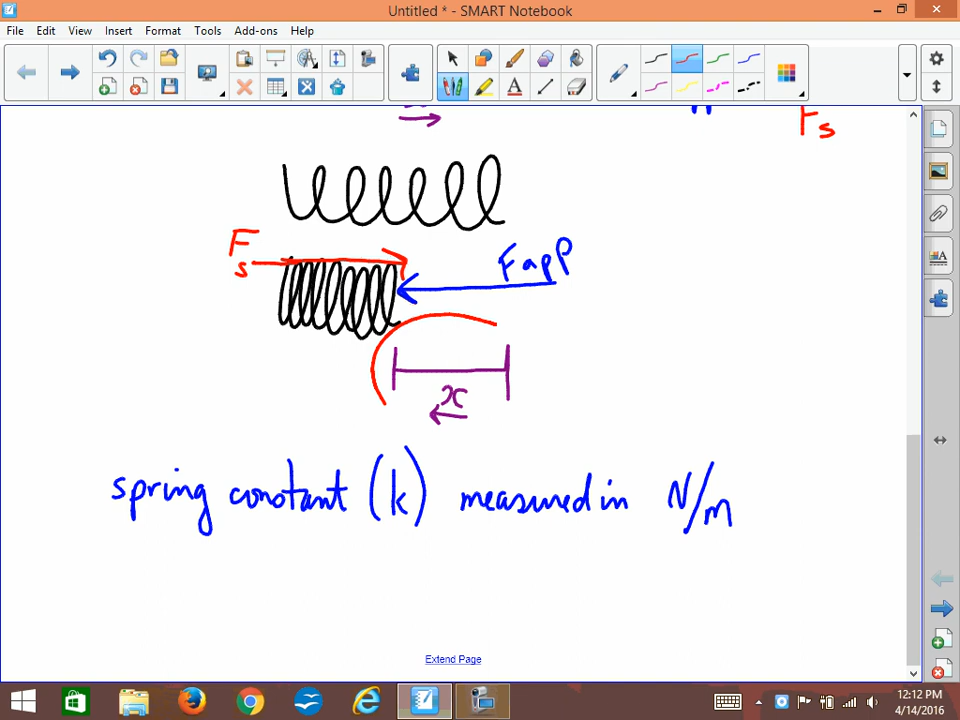 Untitled * - SMART Notebook
File Edit View Insert Format Tools Add-ons Help
Fs
Fs
Fapp
x
spring constant (k) measured in N/m
Extend Page
12:12 PM
4/14/2016